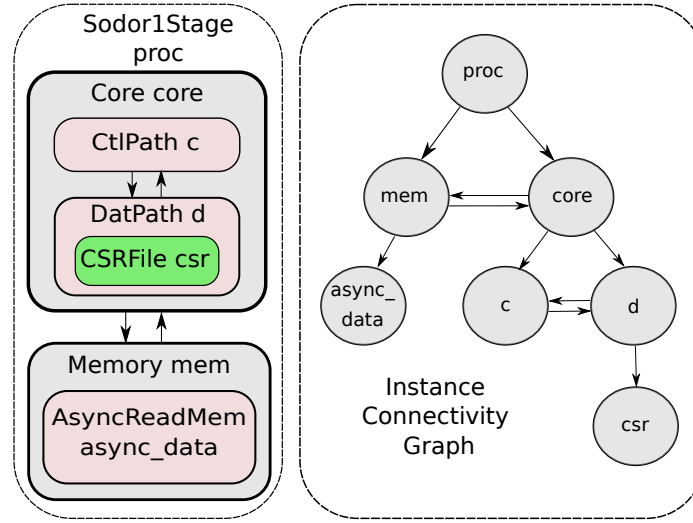 Sodor1Stage
proc
Core core
CtlPath c
DatPath d
CSRFile csr
Memory mem
AsyncReadMem
async_data
proc
mem
core
async_
data
c
d
csr
Instance
Connectivity
Graph